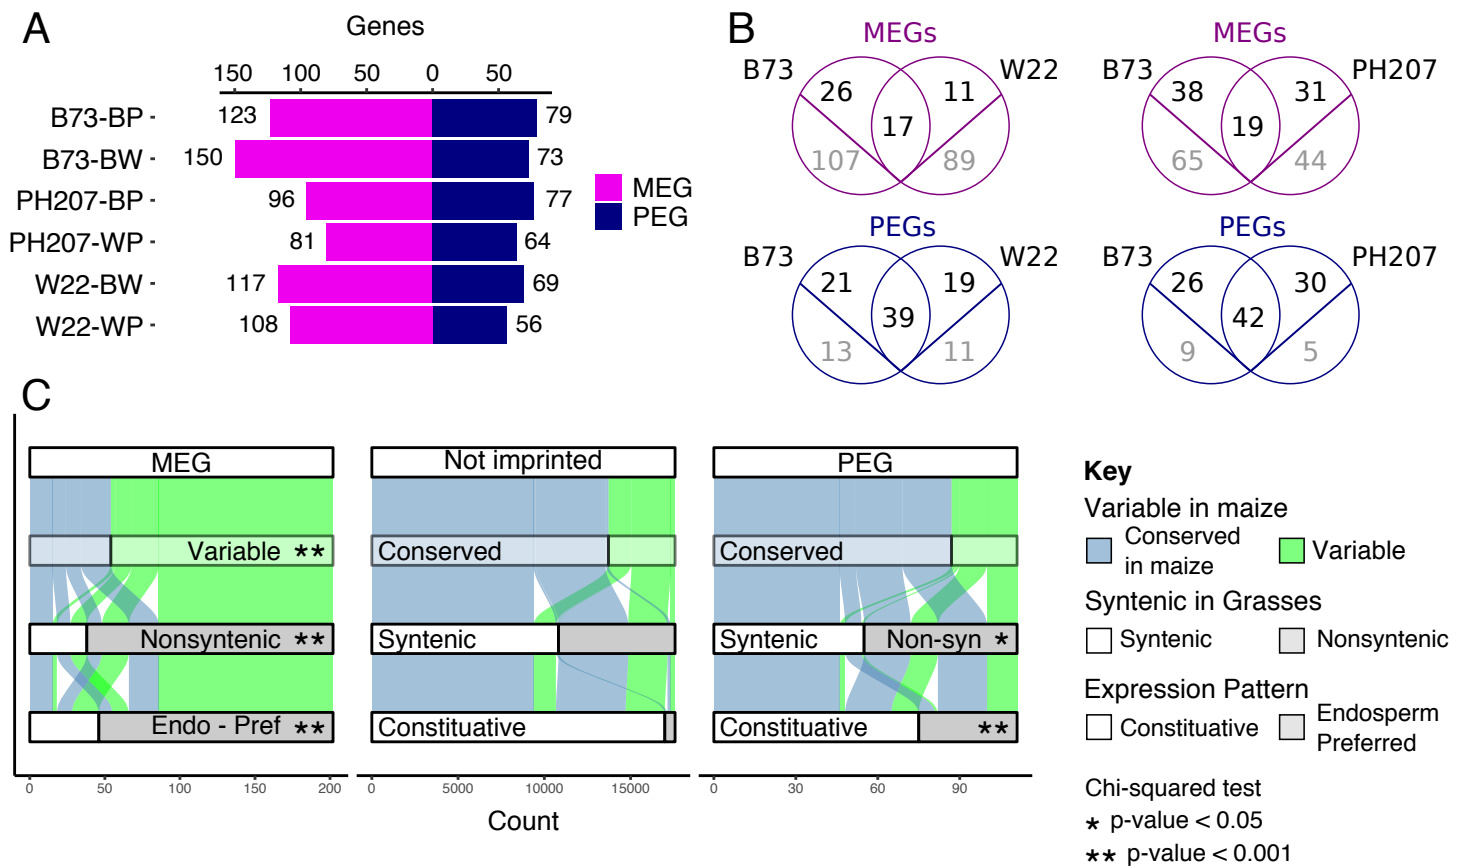 A
Genes
150 100 50 0 50
B73-BP 123 79
B73-BW 150 73
PH207-BP 96 77
PH207-WP 81 64
W22-BW 117 69
W22-WP 108 56
MEG
PEG
B
MEGs
B73 W22
26 11
17
107 89
MEGs
B73 PH207
38 31
19
65 44
PEGs
B73 W22
21 19
39
13 11
PEGs
B73 PH207
26 30
42
9 5
C
MEG
Variable **
Nonsyntenic **
Endo - Pref **
0 50 100 150 200
Not imprinted
Conserved
Syntenic
Constituative
0 5000 10000 15000
PEG
Conserved
Syntenic Non-syn *
Constituative **
0 30 60 90
Count
Key
Variable in maize
Conserved
in maize
Variable
Syntenic in Grasses
Syntenic Nonsyntenic
Expression Pattern
Constituative
Endosperm
Preferred
Chi-squared test
* p-value < 0.05
** p-value < 0.001